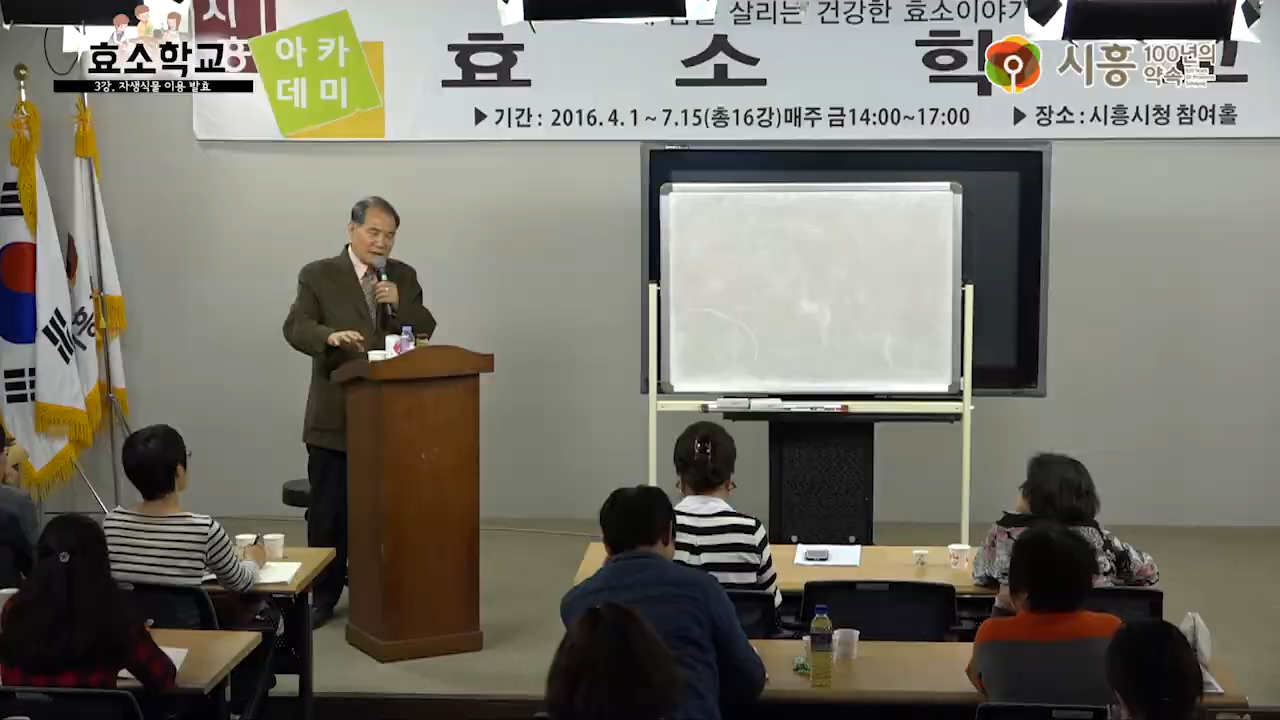 살리는 건강한 효소이야기
시
효소학교
3강. 자생식물 이용 발효
아카
데미
효 소 학 교
시흥
100년의
약속
▶기간 : 2016. 4. 1 ~ 7.15(총16강) 매주 금14:00~17:00 ▶장소 : 시흥시청 참여홀